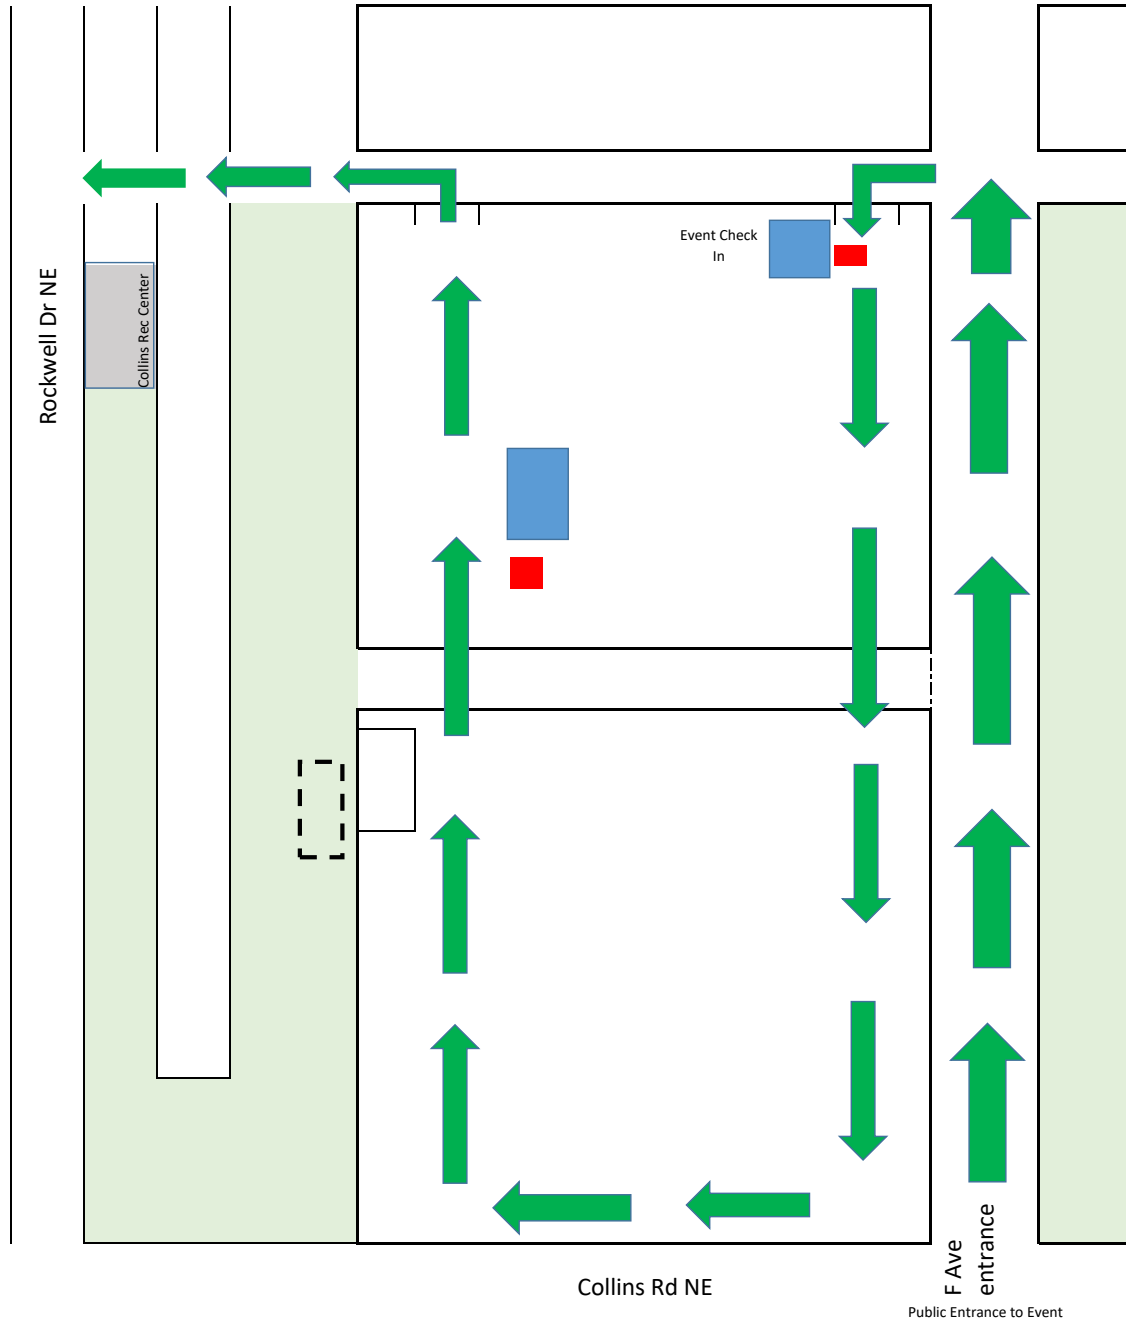 Event Check
In
Rockwell Dr NE
Collins Rec Center
F Ave
entrance
Collins Rd NE
Public Entrance to Event